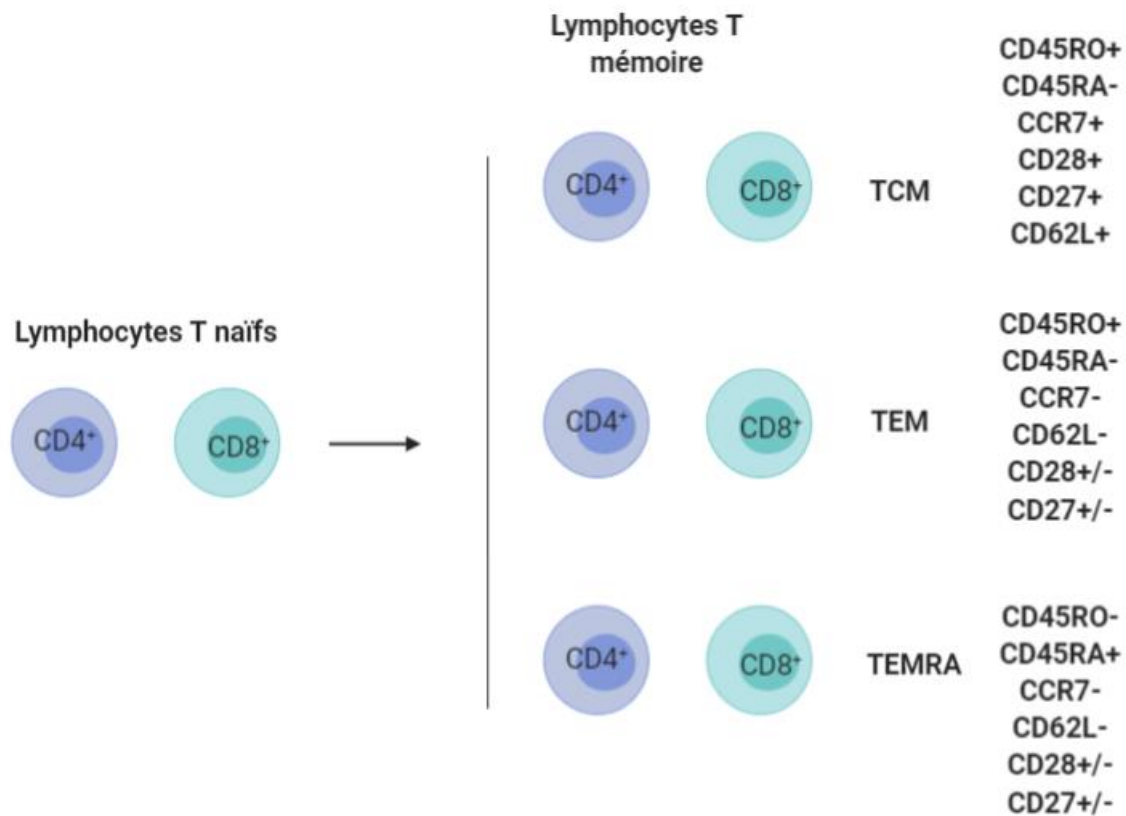 Lymphocytes T
mémoire
CD45RO+
CD45RA-
CCR7+
CD28+
CD27+
CD62L+
CD4⁺
CD8⁺
TCM
Lymphocytes T naïfs
CD4⁺
CD8⁺
CD4⁺
CD8⁺
TEM
CD45RO+
CD45RA-
CCR7-
CD62L-
CD28+/-
CD27+/-
CD4⁺
CD8⁺
TEMRA
CD45RO-
CD45RA+
CCR7-
CD62L-
CD28+/-
CD27+/-